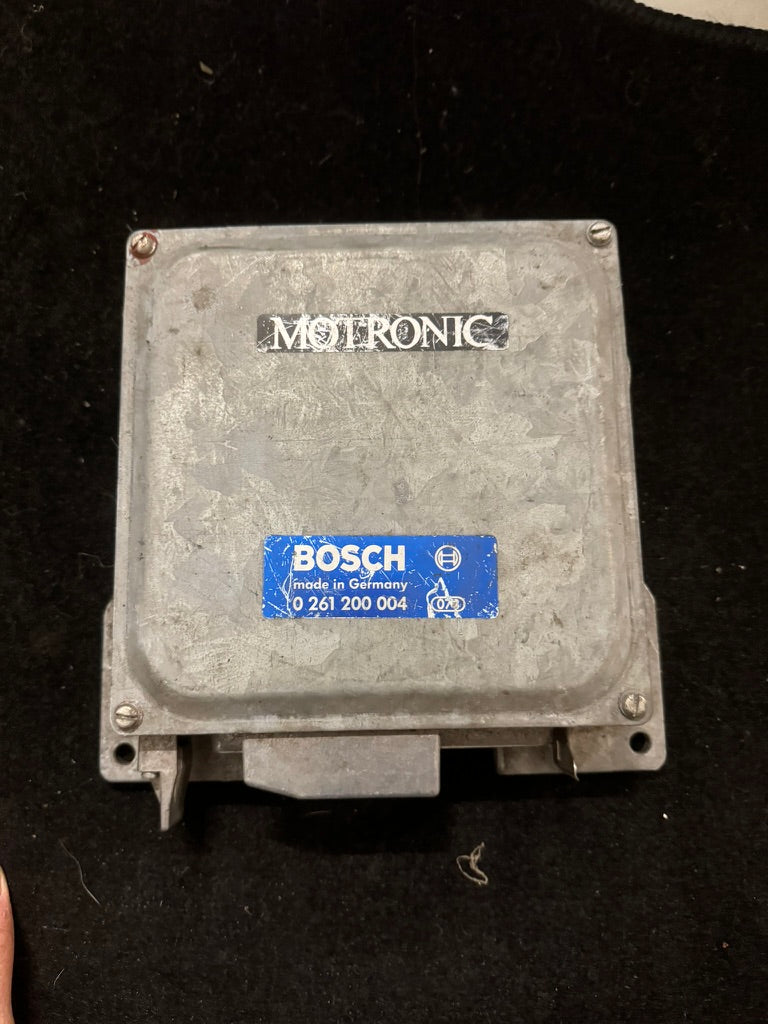 MOTRONIC
BOSCH
made in Germany
0 261 200 004